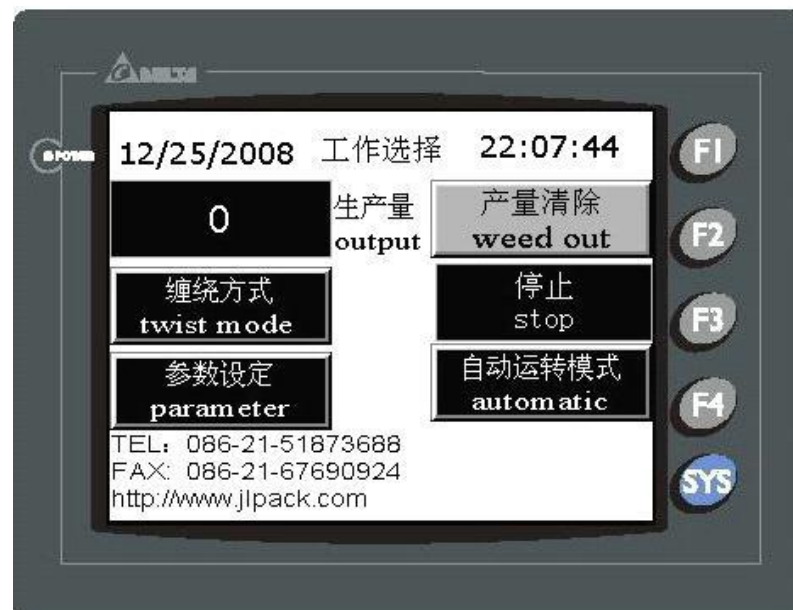 DELTA
POWER
12/25/2008 工作选择 22:07:44
F1
0
生产量
output
产量清除
weed out
F2
缠绕方式
twist mode
停止
stop
F3
参数设定
parameter
自动运转模式
automatic
F4
TEL: 086-21-51873688
FAX: 086-21-67690924
http://www.jlpack.com
SYS